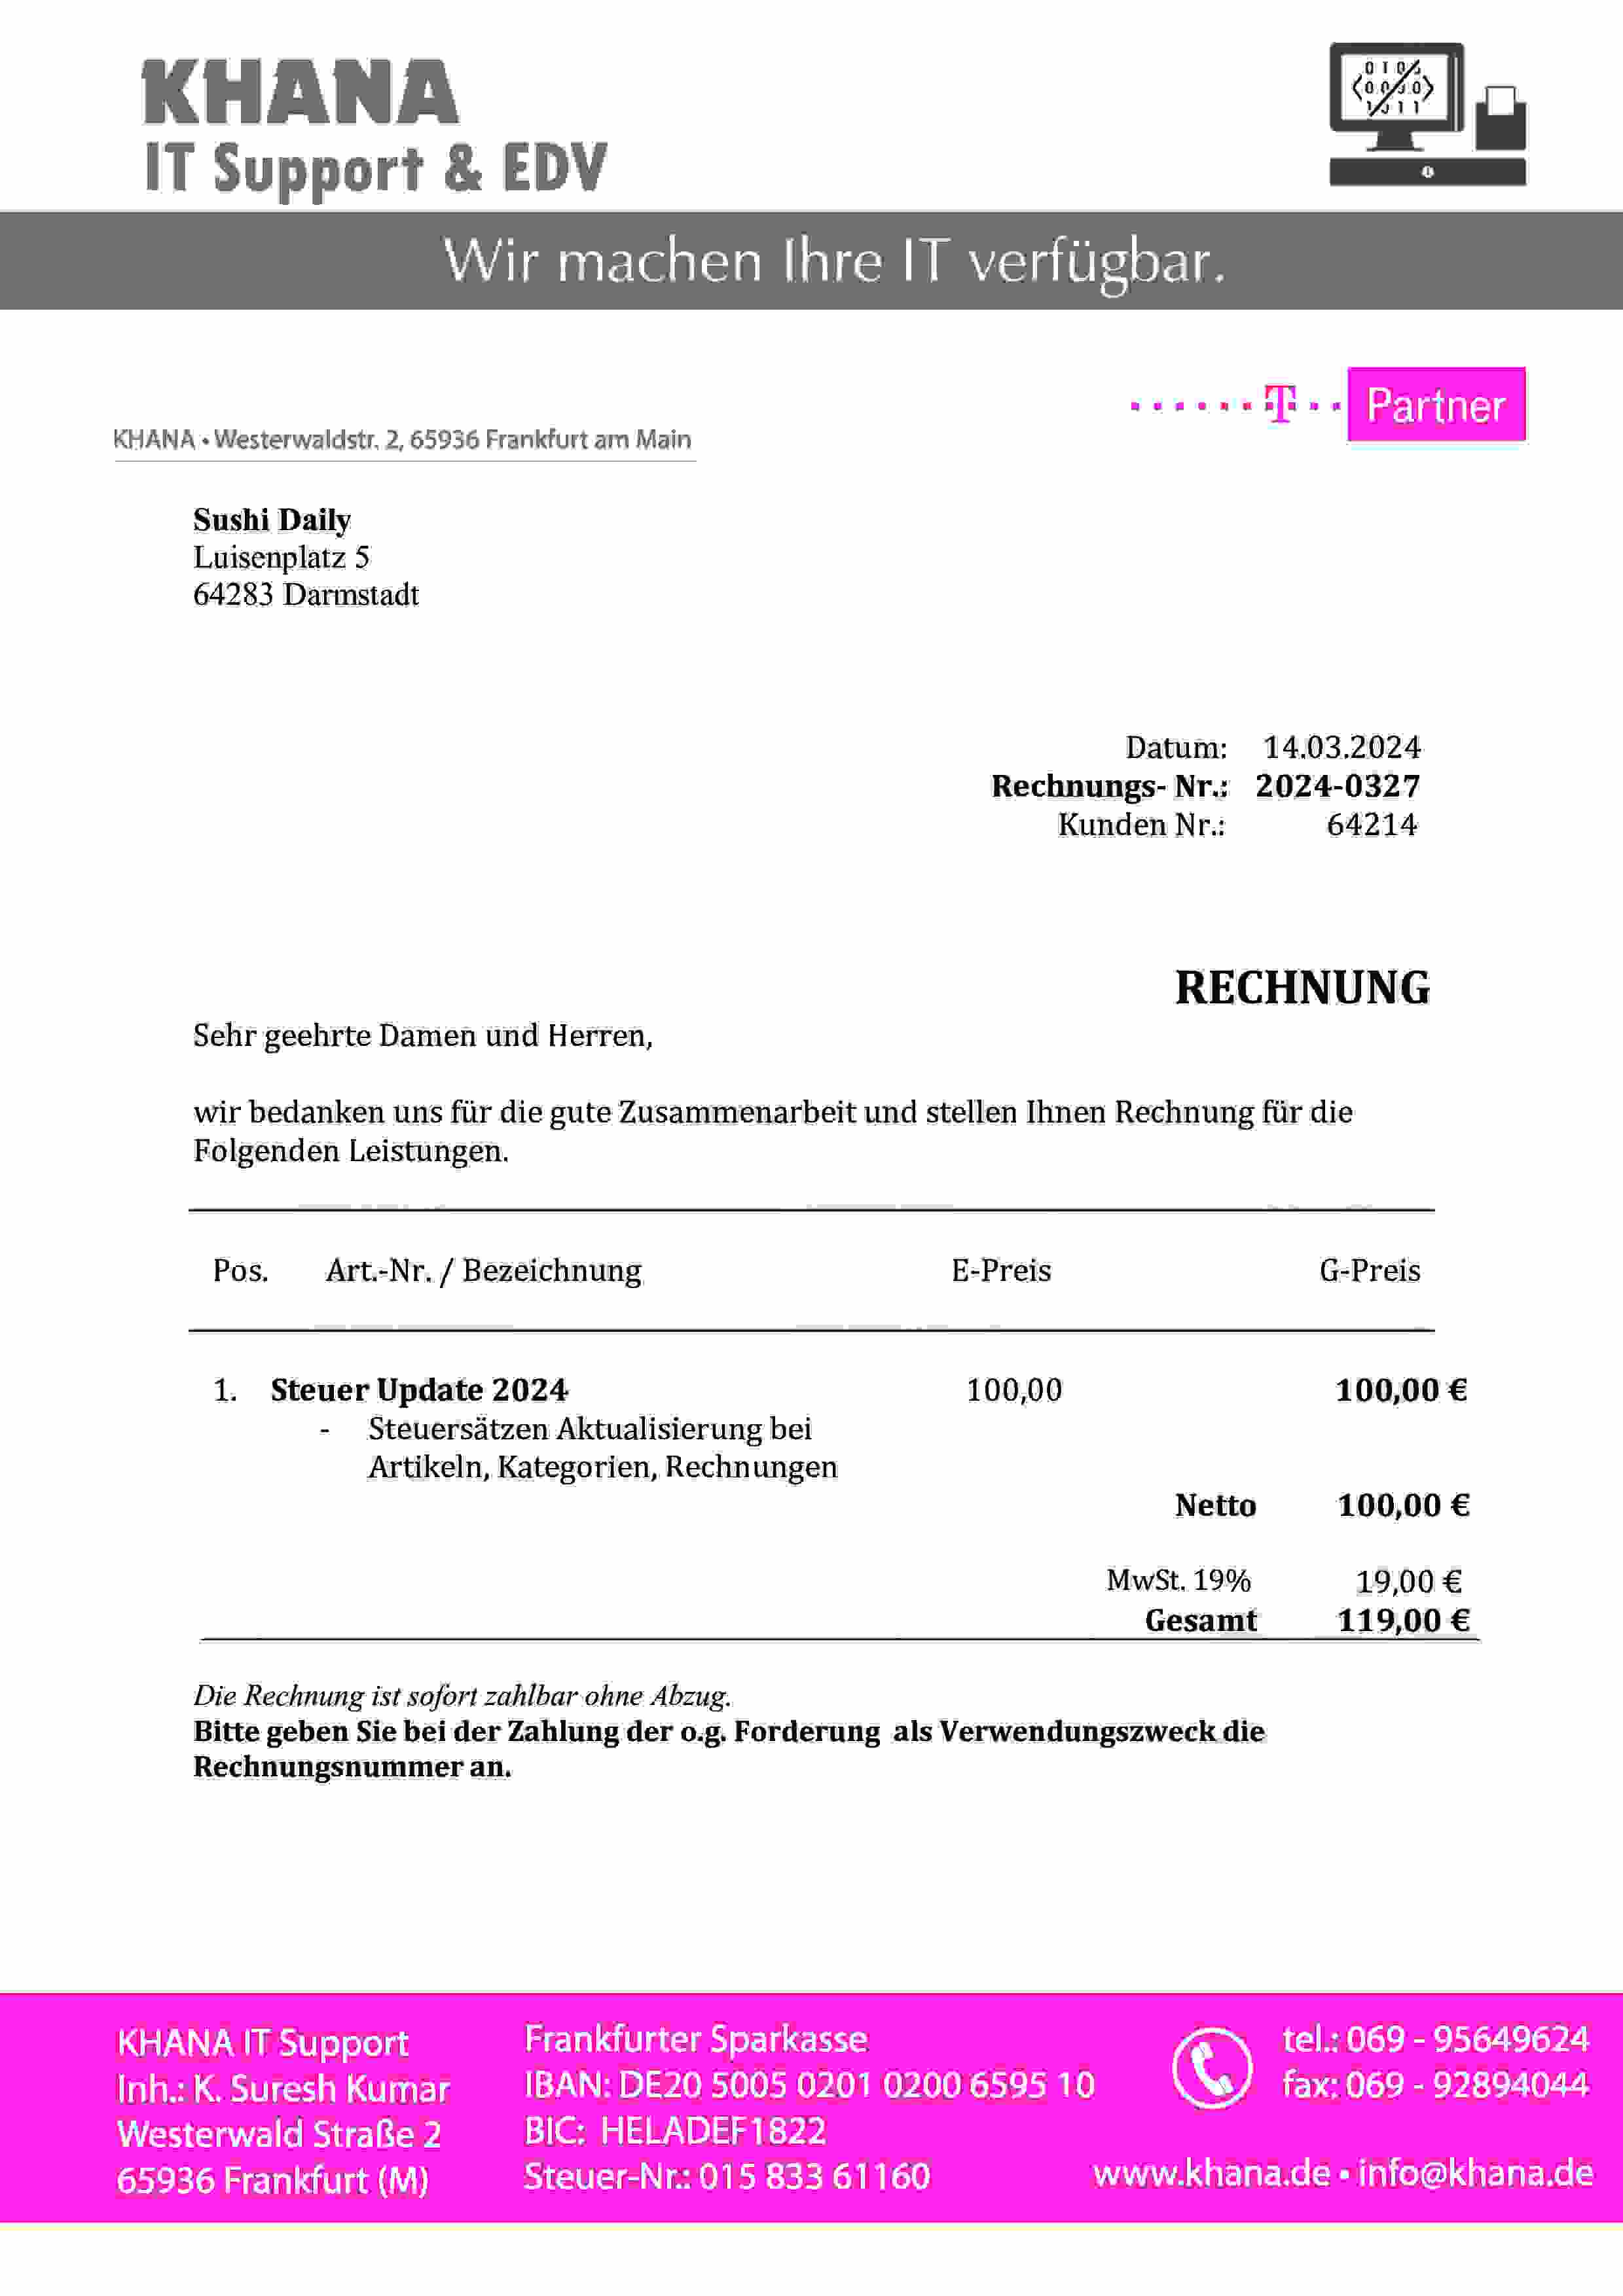 KHANA
IT Support & EDV
Wir machen Ihre IT verfügbar.
T Partner
KHANA • Westerwaldstr. 2, 65936 Frankfurt am Main
Sushi Daily
Luisenplatz 5
64283 Darmstadt
Datum: 14.03.2024
Rechnungs- Nr.: 2024-0327
Kunden Nr.: 64214
RECHNUNG
Sehr geehrte Damen und Herren,
wir bedanken uns für die gute Zusammenarbeit und stellen Ihnen Rechnung für die
Folgenden Leistungen.
Pos. Art.-Nr. / Bezeichnung E-Preis G-Preis
1. Steuer Update 2024 100,00 100,00 €
- Steuersätzen Aktualisierung bei
Artikeln, Kategorien, Rechnungen
Netto 100,00 €
MwSt. 19% 19,00 €
Gesamt 119,00 €
Die Rechnung ist sofort zahlbar ohne Abzug.
Bitte geben Sie bei der Zahlung der o.g. Forderung als Verwendungszweck die
Rechnungsnummer an.
KHANA IT Support
Inh.: K. Suresh Kumar
Westerwald Straße 2
65936 Frankfurt (M)
Frankfurter Sparkasse
IBAN: DE20 5005 0201 0200 6595 10
BIC: HELADEF1822
Steuer-Nr.: 015 833 61160
tel.: 069 - 95649624
fax: 069 - 92894044
www.khana.de • info@khana.de